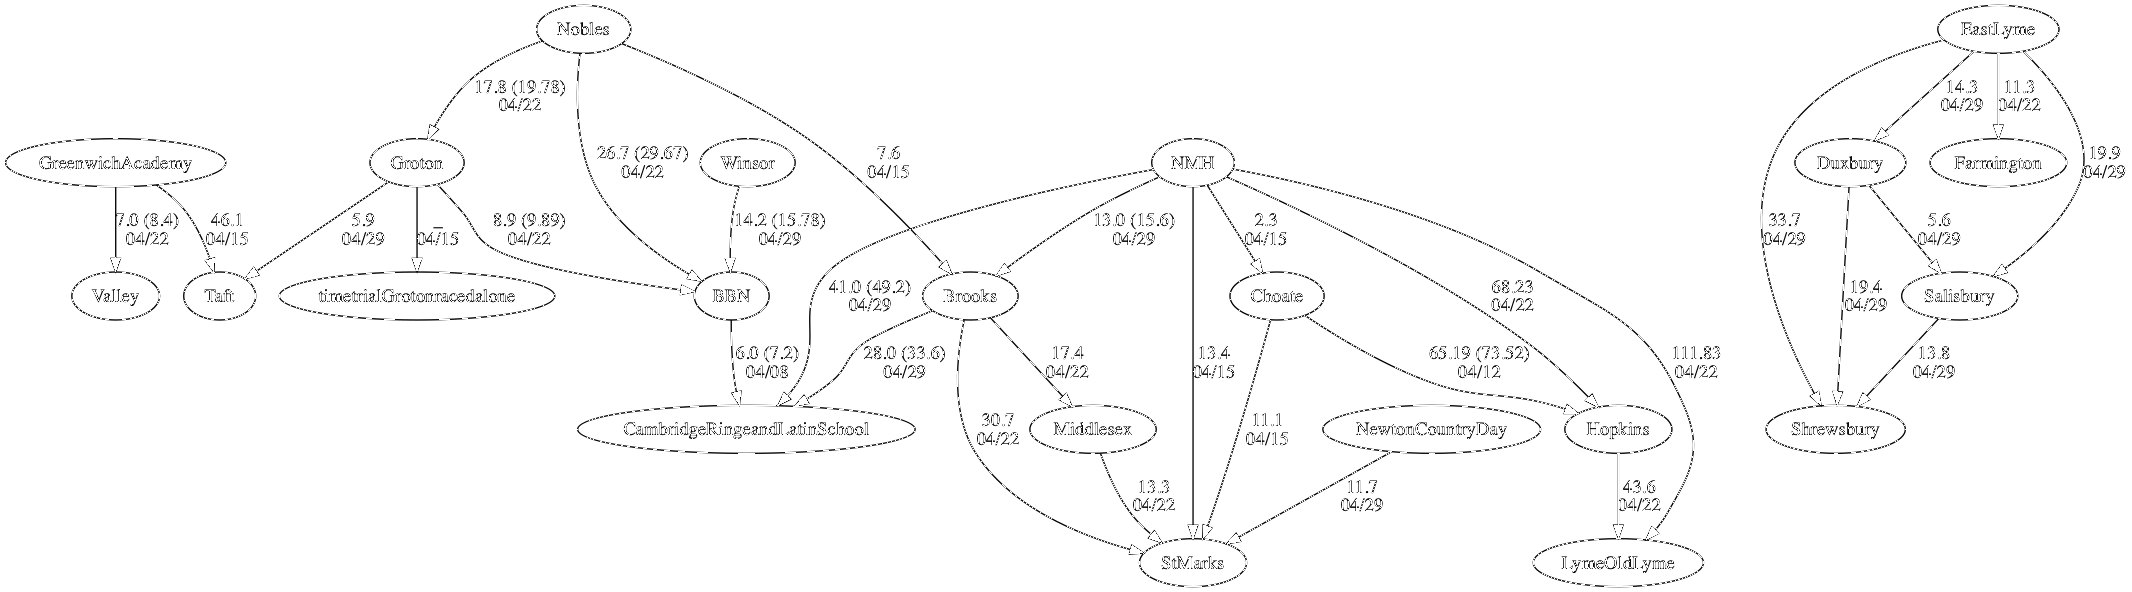 Nobles
EastLyme
17.8 (19.78)
04/22
14.3
04/29
11.3
04/22
GreenwichAcademy
Groton
26.7 (29.67)
04/22
Winsor
7.6
04/15
NMH
Duxbury
Farmington
19.9
04/29
7.0 (8.4)
04/22
46.1
04/15
5.9
04/29
_
04/15
8.9 (9.89)
04/22
14.2 (15.78)
04/29
13.0 (15.6)
04/29
2.3
04/15
33.7
04/29
5.6
04/29
Valley
Taft
timetrialGrotonracedalone
BBN
41.0 (49.2)
04/29
Brooks
Choate
68.23
04/22
19.4
04/29
Salisbury
6.0 (7.2)
04/08
28.0 (33.6)
04/29
17.4
04/22
13.4
04/15
65.19 (73.52)
04/12
111.83
04/22
13.8
04/29
CambridgeRingeandLatinSchool
30.7
04/22
Middlesex
11.1
04/15
NewtonCountryDay
Hopkins
Shrewsbury
13.3
04/22
11.7
04/29
43.6
04/22
StMarks
LymeOldLyme